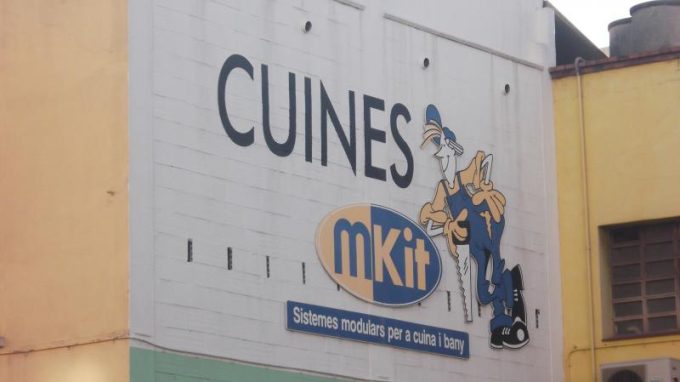 CUINES
mKit
Sistemes modulars per a cuina i bany